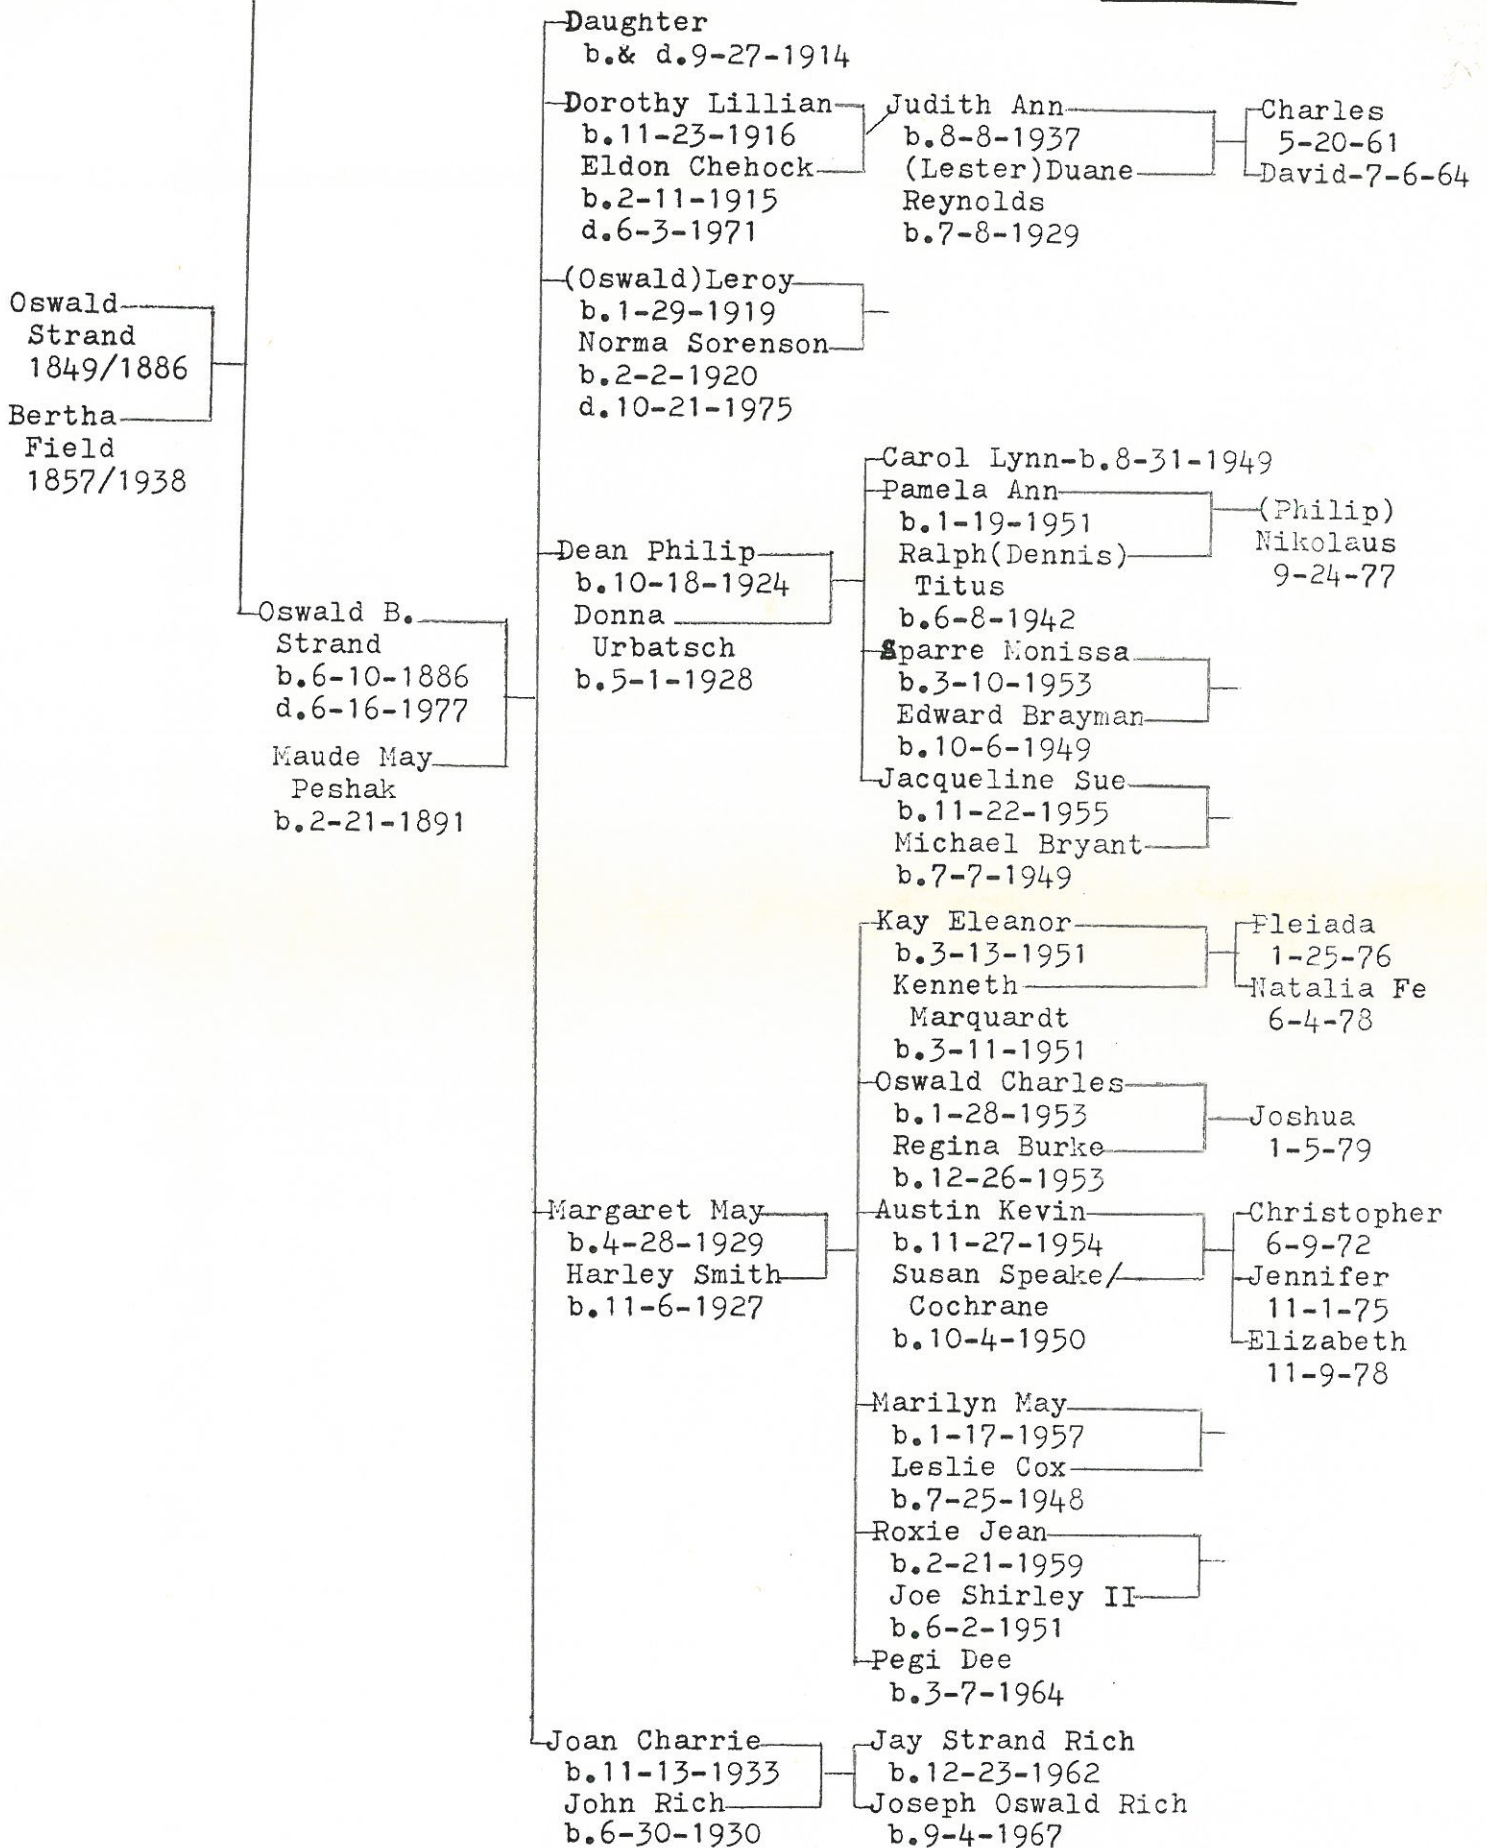 Oswald
Strand
1849/1886
Bertha
Field
1857/1938
Oswald B.
Strand
b.6-10-1886
d.6-16-1977
Maude May
Peshak
b.2-21-1891
Daughter
b.& d.9-27-1914
Dorothy Lillian
b.11-23-1916
Eldon Chehock
b.2-11-1915
d.6-3-1971
Judith Ann
b.8-8-1937
(Lester)Duane
Reynolds
b.7-8-1929
Charles
5-20-61
David-7-6-64
(Oswald)Leroy
b.1-29-1919
Norma Sorenson
b.2-2-1920
d.10-21-1975
Dean Philip
b.10-18-1924
Donna
Urbatsch
b.5-1-1928
Carol Lynn-b.8-31-1949
Pamela Ann
b.1-19-1951
Ralph(Dennis)
Titus
b.6-8-1942
(Philip)
Nikolaus
9-24-77
Sparre Monissa
b.3-10-1953
Edward Brayman
b.10-6-1949
Jacqueline Sue
b.11-22-1955
Michael Bryant
b.7-7-1949
Margaret May
b.4-28-1929
Harley Smith
b.11-6-1927
Kay Eleanor
b.3-13-1951
Kenneth
Marquardt
b.3-11-1951
Pleiada
1-25-76
Natalia Fe
6-4-78
Oswald Charles
b.1-28-1953
Regina Burke
b.12-26-1953
Joshua
1-5-79
Austin Kevin
b.11-27-1954
Susan Speake/
Cochrane
b.10-4-1950
Christopher
6-9-72
Jennifer
11-1-75
Elizabeth
11-9-78
Marilyn May
b.1-17-1957
Leslie Cox
b.7-25-1948
Roxie Jean
b.2-21-1959
Joe Shirley II
b.6-2-1951
Pegi Dee
b.3-7-1964
Joan Charrie
b.11-13-1933
John Rich
b.6-30-1930
Jay Strand Rich
b.12-23-1962
Joseph Oswald Rich
b.9-4-1967